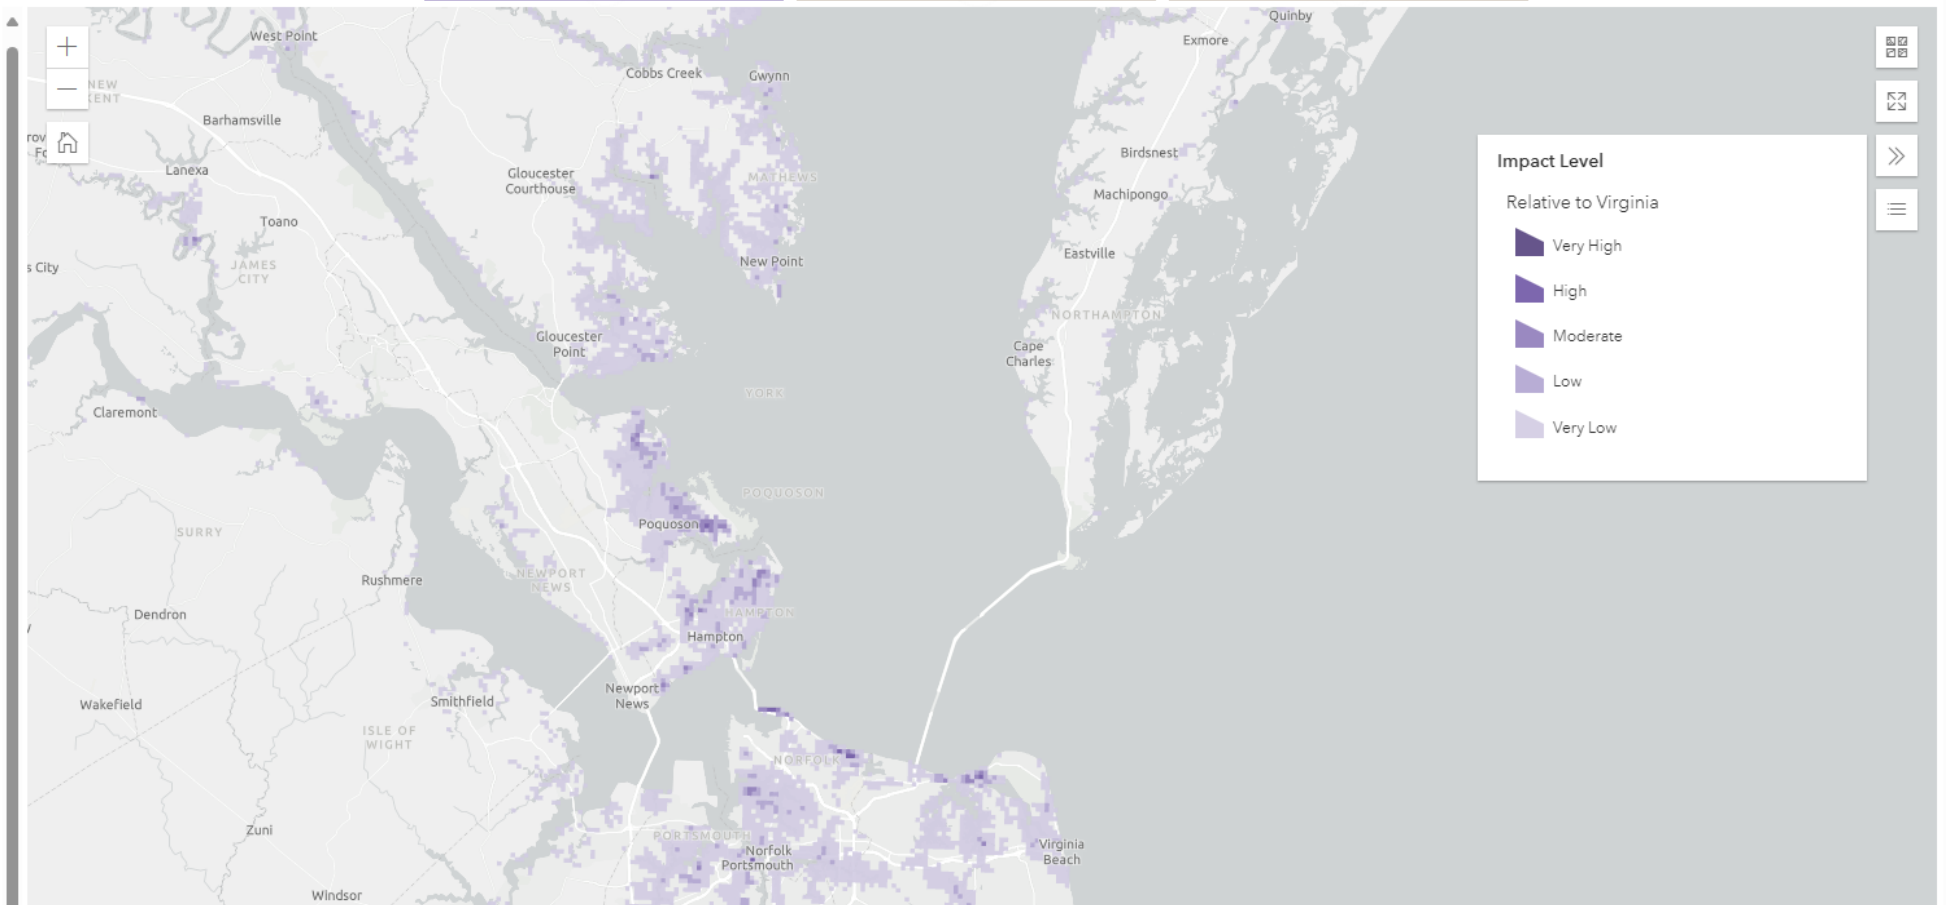 Quinby
West Point
Exmore
Cobbs Creek
Gwynn
NEW
KENT
Barhamsville
Birdsnest
Impact Level
Lanexa
Gloucester
Courthouse
MATHEWS
Machipongo
Relative to Virginia
Toano
Very High
Eastville
s City
JAMES
CITY
New Point
High
NORTHAMPTON
Gloucester
Point
Cape
Charles
Moderate
Low
YORK
Claremont
Very Low
POQUOSON
Poquoson
SURRY
Rushmere
NEWPORT
NEWS
Dendron
HAMPTON
Hampton
Newport
News
Wakefield
Smithfield
ISLE OF
WIGHT
NORFOLK
Zuni
PORTSMOUTH
Norfolk
Portsmouth
Virginia
Beach
Windsor